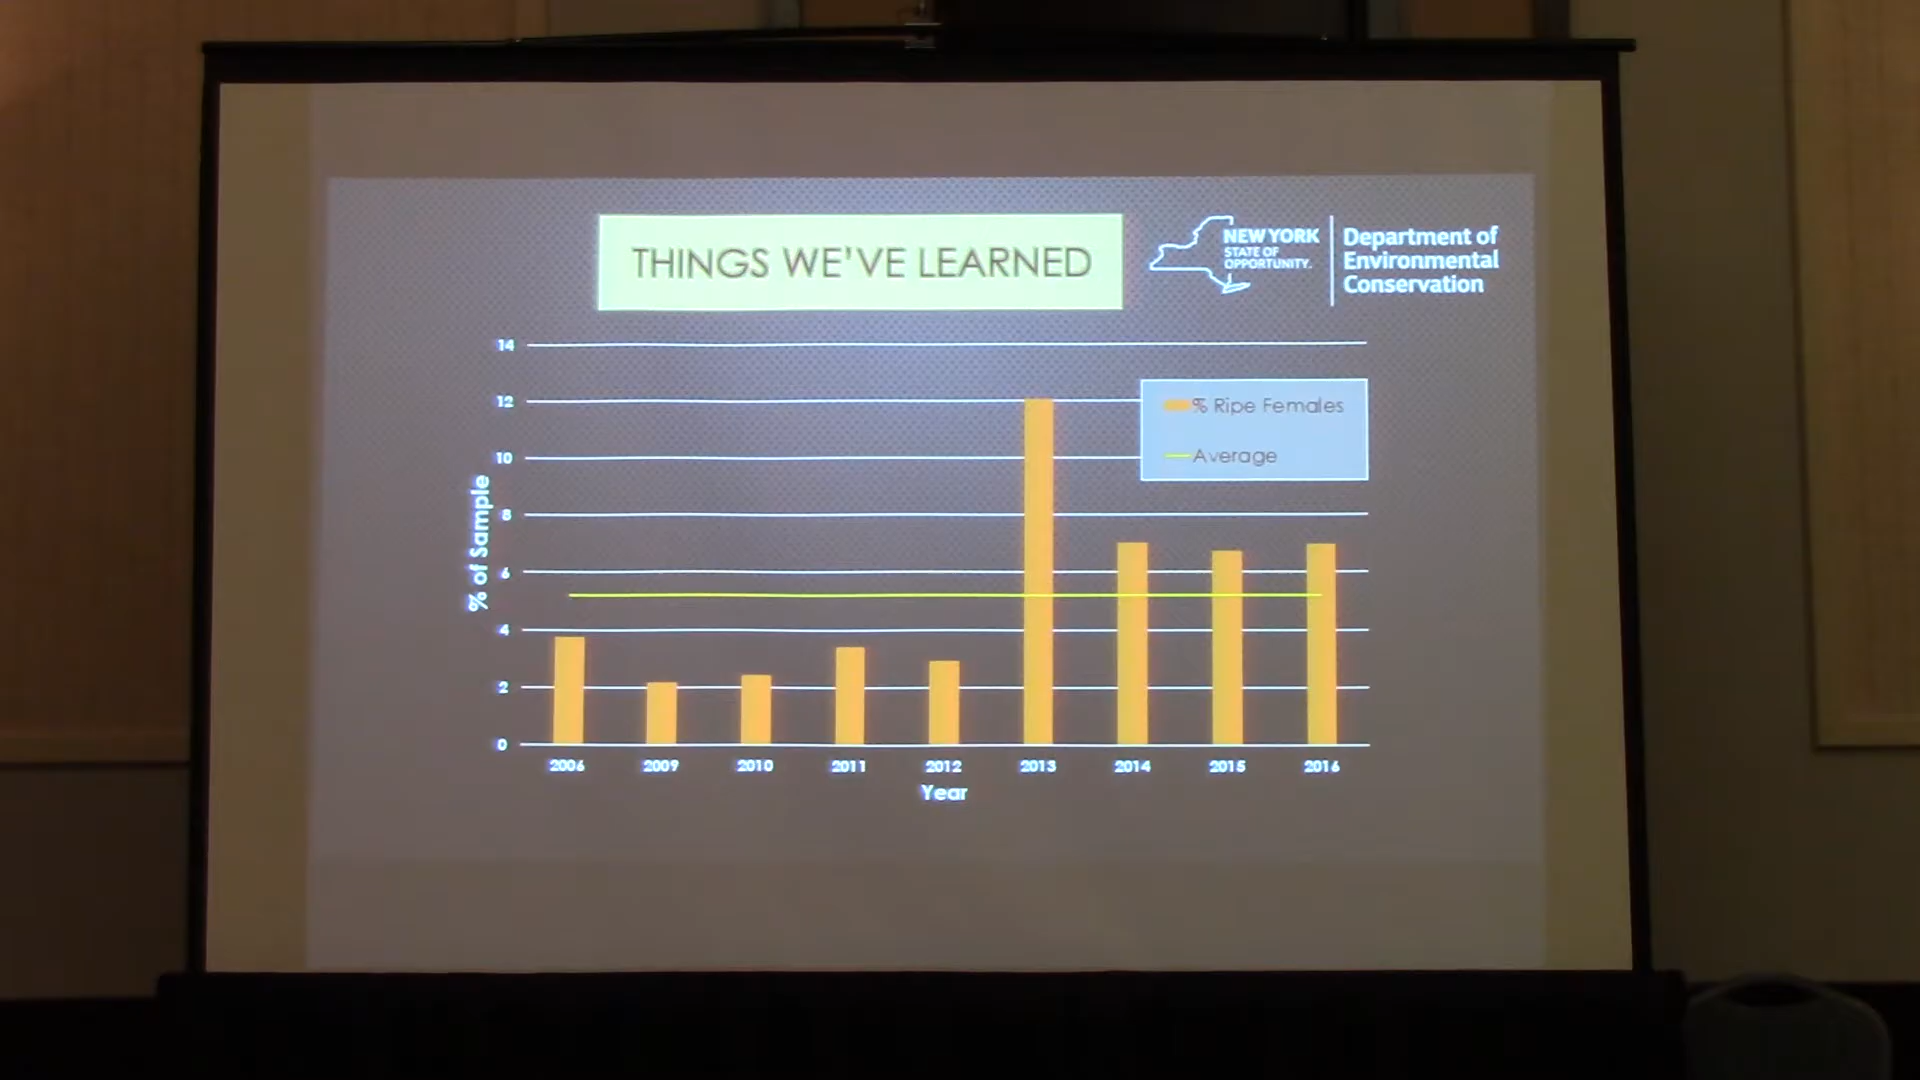 THINGS WE'VE LEARNED
NEW YORK
STATE OF
OPPORTUNITY.
Department of
Environmental
Conservation
14
12
10
8
6
4
2
0
% of Sample
% Ripe Females
Average
2006 2009 2010 2011 2012 2013 2014 2015 2016
Year